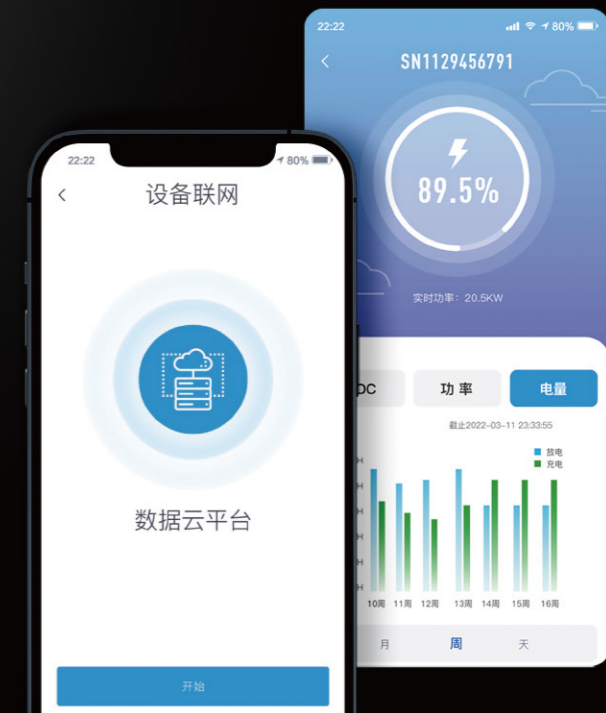 22:22
80%
SN1129456791
89.5%
实时功率：20.5KW
22:22
80%
设备联网
数据云平台
开始
DC
功率
电量
截止2022-03-11 23:33:55
放电
充电
H
H
H
H
H
H
10周 11周 12周 13周 14周 15周 16周
月 周 天